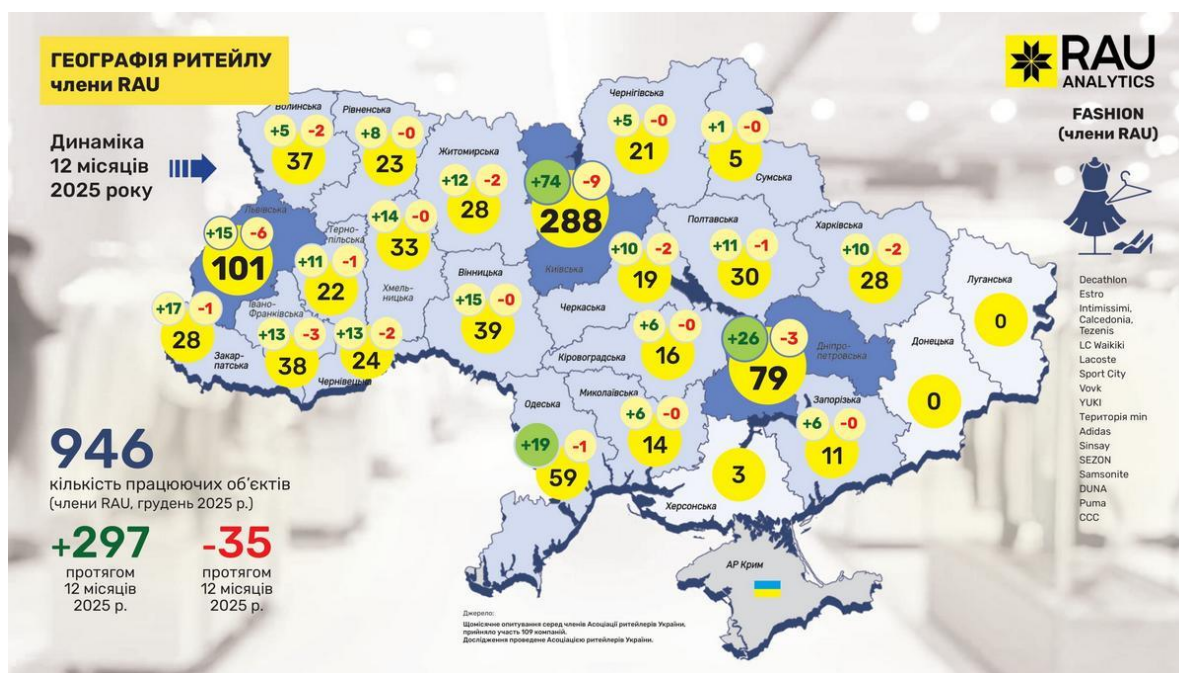 ГЕОГРАФІЯ РИТЕЙЛУ
члени RAU
Динаміка
12 місяців
2025 року
RAU
ANALYTICS
FASHION
(члени RAU)
Decathlon
Estro
Intimissimi,
Calcedonia,
Tezenis
LC Waikiki
Lacoste
Sport City
Vovk
YUKI
Територія min
Adidas
Sinsay
SEZON
Samsonite
DUNA
Puma
CCC
Волинська
+5 -2
37
Рівненська
+8 -0
23
Житомирська
+12 -2
28
+74 -9
288
Київська
Чернігівська
+5 -0
21
+1 -0
5
Сумська
Львівська
+15 -6
101
Терно-
пільська
+11 -1
22
+14 -0
33
Хмель-
ницька
Вінницька
+15 -0
39
+10 -2
19
Черкаська
Полтавська
+11 -1
30
Харківська
+10 -2
28
Луганська
0
+17 -1
28
Закар-
патська
Івано-
Франківська
+13 -3
38
+13 -2
24
Чернівецька
+6 -0
16
Кіровоградська
+26 -3
79
Дніпро-
петровська
Донецька
0
Одеська
+19 -1
59
Миколаївська
+6 -0
14
Запорізька
+6 -0
11
3
Херсонська
АР Крим
946
кількість працюючих об’єктів
(члени RAU, грудень 2025 р.)
+297
протягом
12 місяців
2025 р.
-35
протягом
12 місяців
2025 р.
Джерело:
Щомісячне опитування серед членів Асоціації ритейлерів України.
прийняло участь 109 компаній.
Дослідження проведене Асоціацією ритейлерів України.